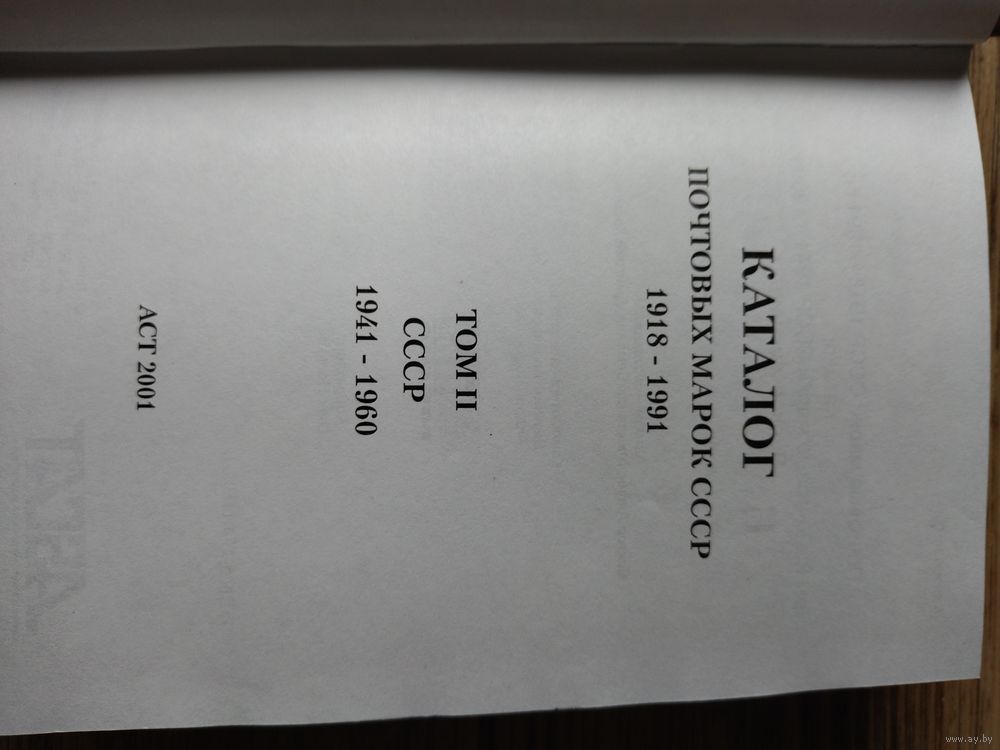 КАТАЛОГ
ПОЧТОВЫХ МАРОК СССР
1918 - 1991
ТОМ II
СССР
1941 - 1960
АСТ 2001
www.ay.by